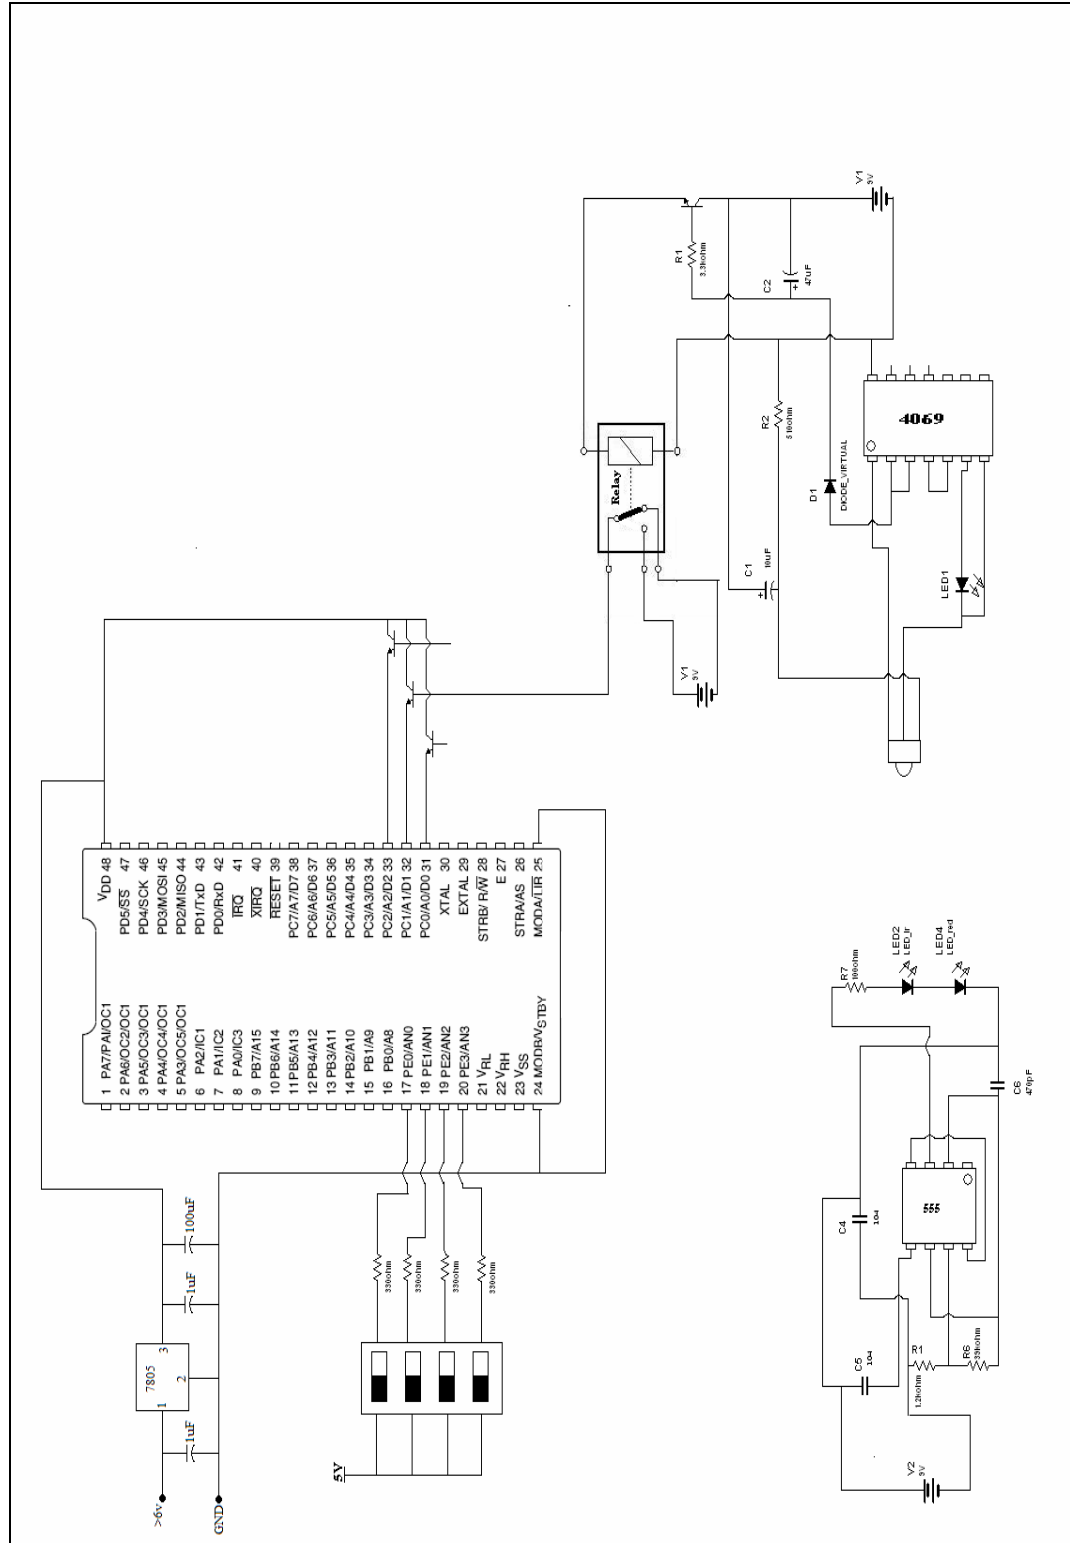 V1
9V
R1
3.3kohm
C2
47uF
R2
510ohm
4069
D1
DIODE_VIRTUAL
Relay
C1
10uF
LED1
V1
9V
VDD 48
PD5/SS 47
PD4/SCK 46
PD3/MOSI 45
PD2/MISO 44
PD1/TxD 43
PD0/RxD 42
IRQ 41
XIRQ 40
RESET 39
PC7/A7/D7 38
PC6/A6/D6 37
PC5/A5/D5 36
PC4/A4/D4 35
PC3/A3/D3 34
PC2/A2/D2 33
PC1/A1/D1 32
PC0/A0/D0 31
XTAL 30
EXTAL 29
STRB/ R/W 28
E 27
STRA/AS 26
MODA/LIR 25
1 PA7/PAI/OC1
2 PA6/OC2/OC1
3 PA5/OC3/OC1
4 PA4/OC4/OC1
5 PA3/OC5/OC1
6 PA2/IC1
7 PA1/IC2
8 PA0/IC3
9 PB7/A15
10 PB6/A14
11 PB5/A13
12 PB4/A12
13 PB3/A11
14 PB2/A10
15 PB1/A9
16 PB0/A8
17 PE0/AN0
18 PE1/AN1
19 PE2/AN2
20 PE3/AN3
21 VRL
22 VRH
23 VSS
24 MODB/VSTBY
100uF
1uF
7805
1
2
3
1uF
>6v
GND
330ohm
330ohm
330ohm
330ohm
5V
R7
100ohm
LED2
LED_ir
LED4
LED_red
C6
470pF
555
C4
104
C5
104
R1
1.2kohm
R6
39kohm
V2
9V